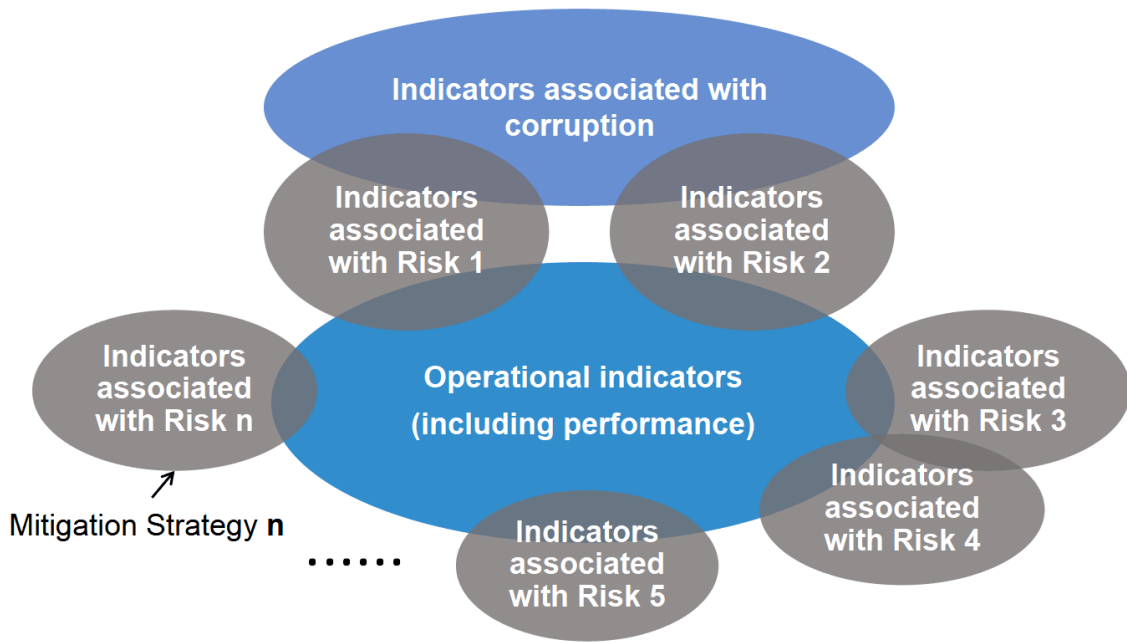 Indicators associated with
corruption
Indicators
associated
with Risk 1
Indicators
associated
with Risk 2
Indicators
associated
with Risk n
Operational indicators
(including performance)
Indicators
associated
with Risk 3
Indicators
associated
with Risk 4
Mitigation Strategy n
......
Indicators
associated
with Risk 5